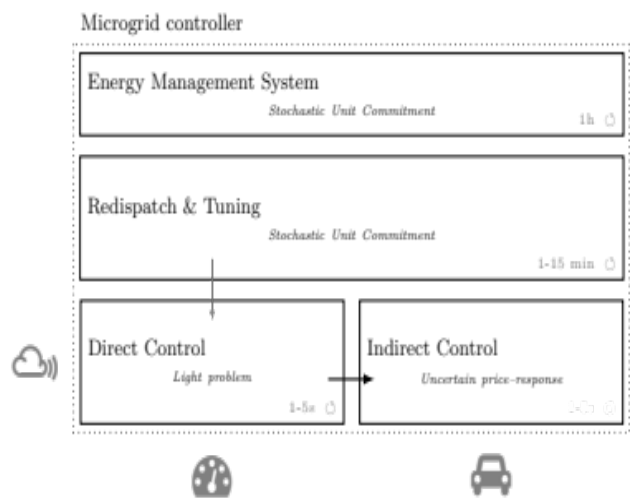 Microgrid controller
Energy Management System
Stochastic Unit Commitment
1h
Redispatch & Tuning
Stochastic Unit Commitment
1-15 min
Direct Control
Light problem
1-5s
Indirect Control
Uncertain price-response